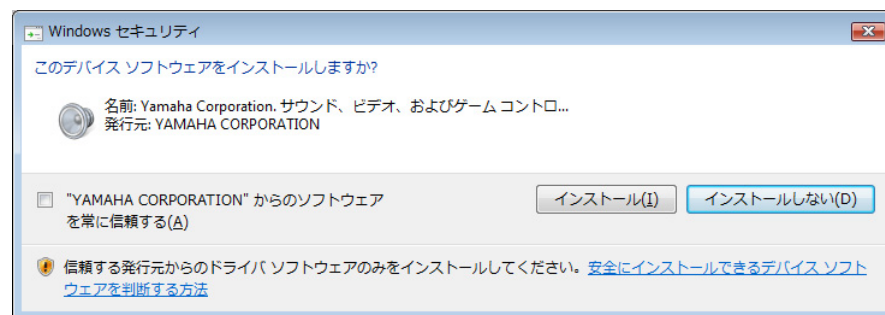 Windows セキュリティ
このデバイス ソフトウェアをインストールしますか?
名前: Yamaha Corporation. サウンド、ビデオ、およびゲーム コントロ...
発行元: YAMAHA CORPORATION
"YAMAHA CORPORATION" からのソフトウェア
を常に信頼する(A)
インストール(I)
インストールしない(D)
信頼する発行元からのドライバ ソフトウェアのみをインストールしてください。安全にインストールできるデバイス ソフト
ウェアを判断する方法